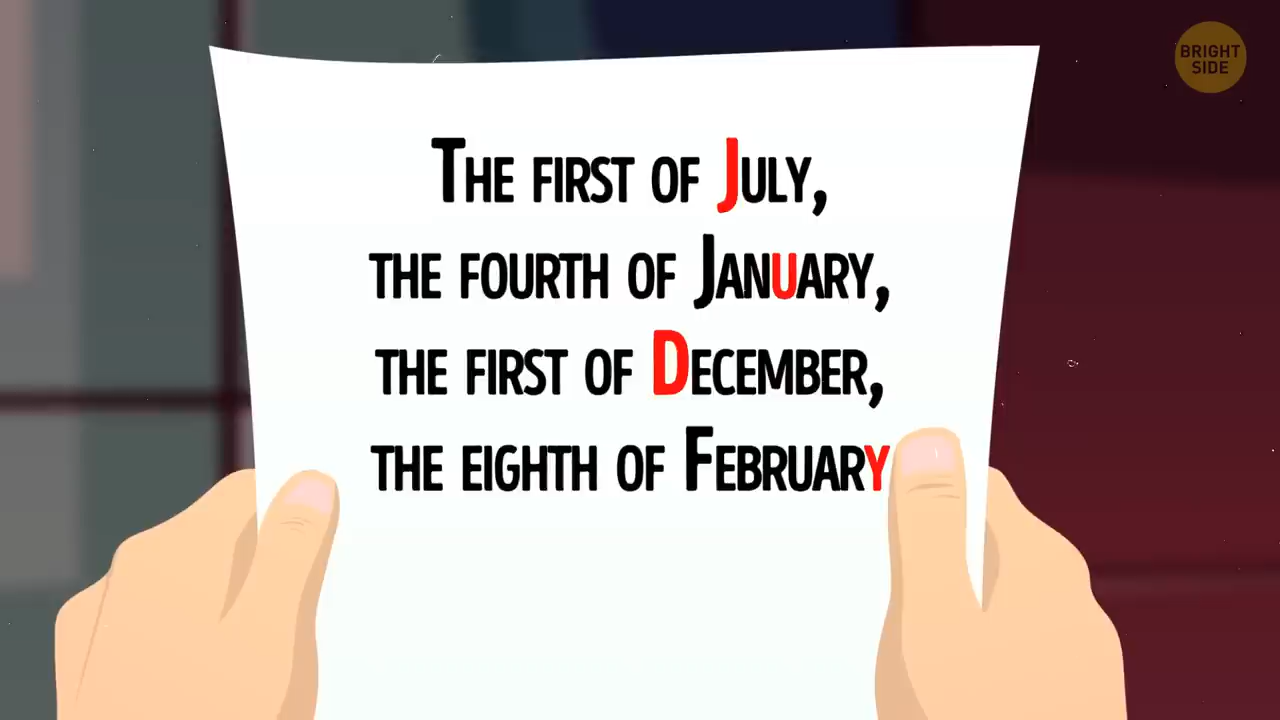 The first of July,
the fourth of January,
the first of December,
the eighth of February
BRIGHT
SIDE